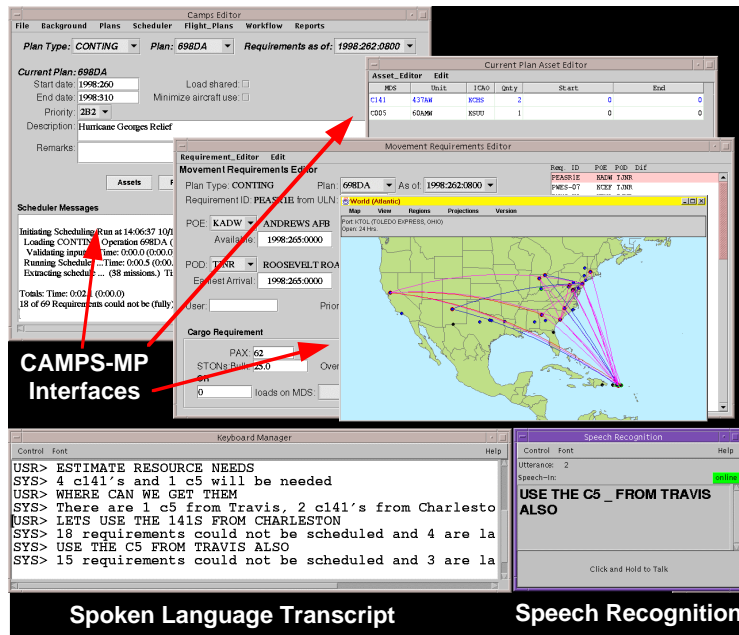 Camps Editor
File Background Plans Scheduler Flight_Plans Workflow Reports
Plan Type: CONTING Plan: 698DA Requirements as of: 1998:262:0800
Current Plan: 698DA
Start date: 1998:260 Load shared:
End date: 1998:310 Minimize aircraft use:
Priority: 2B2
Description: Hurricane Georges Relief
Remarks:
Assets
Scheduler Messages
Initiating Scheduling Run at 14:06:37 10/1
Loading CONTING Operation 698DA (
Validating input... Time: 0:00.0 (0:00.0
Running Scheduler ...Time: 0:00.5 (0:00.
Extracting schedule ... (38 missions.) Ti
Totals: Time: 0:02.1 (0:00.0)
18 of 69 Requirements could not be (fully)
Current Plan Asset Editor
Asset_Editor Edit
MDS Unit ICAO Qnty Start End
C141 437AW KCHS 2 0 0
C005 60AMW KSUU 1 0 0
Movement Requirements Editor
Requirement_Editor Edit
Movement Requirements Editor
Plan Type: CONTING Plan: 698DA As of: 1998:262:0800
Requirement ID: PEASR1E from ULN:
POE: KADW ANDREWS AFB
Available: 1998:265:0000
POD: TJNR ROOSEVELT ROA
Earliest Arrival: 1998:265:0000
User: Prior
Cargo Requirement
PAX: 62
STONs Bulk: 25.0 Over
OR
0 loads on MDS:
Req. ID POE POD Dif
PEASR1E KADW TJNR
PWES-07 KCEF TJNR
World (Atlantic)
Map View Regions Projections Version
Port: KTOL (TOLEDO EXPRESS, OHIO)
Open: 24 Hrs.
CAMPS-MP
Interfaces
Keyboard Manager
Control Font Help
USR> ESTIMATE RESOURCE NEEDS
SYS> 4 c141's and 1 c5 will be needed
USR> WHERE CAN WE GET THEM
SYS> There are 1 c5 from Travis, 2 c141's from Charlesto
USR> LETS USE THE 141S FROM CHARLESTON
SYS> 18 requirements could not be scheduled and 4 are la
SYS> USE THE C5 FROM TRAVIS ALSO
SYS> 15 requirements could not be scheduled and 3 are la
Speech Recognition
Control Font Help
Utterance: 2
Speech-In: online
USE THE C5 _ FROM TRAVIS
ALSO
Click and Hold to Talk
Spoken Language Transcript
Speech Recognition